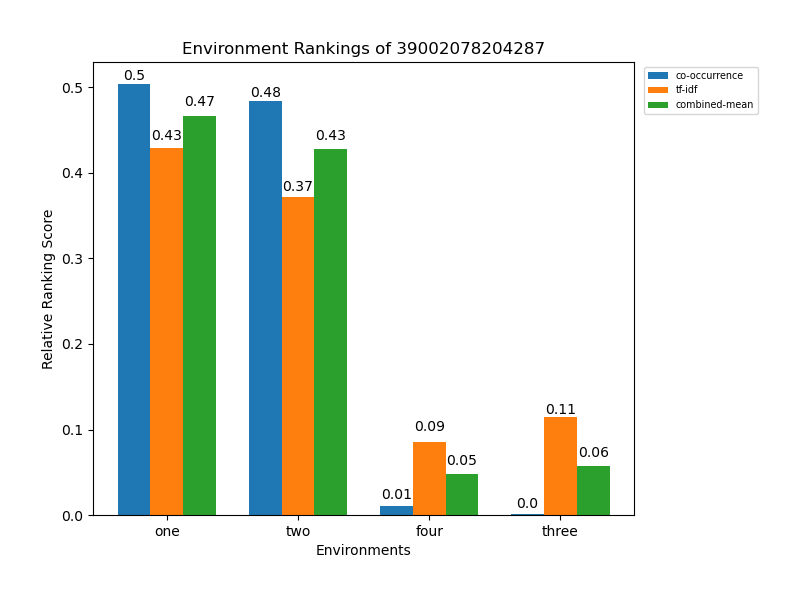 Environment Rankings of 39002078204287
co-occurrence
tf-idf
combined-mean
Relative Ranking Score
0.5
0.4
0.3
0.2
0.1
0.0
0.5
0.43
0.47
0.48
0.37
0.43
0.01
0.09
0.05
0.0
0.11
0.06
one two four three
Environments